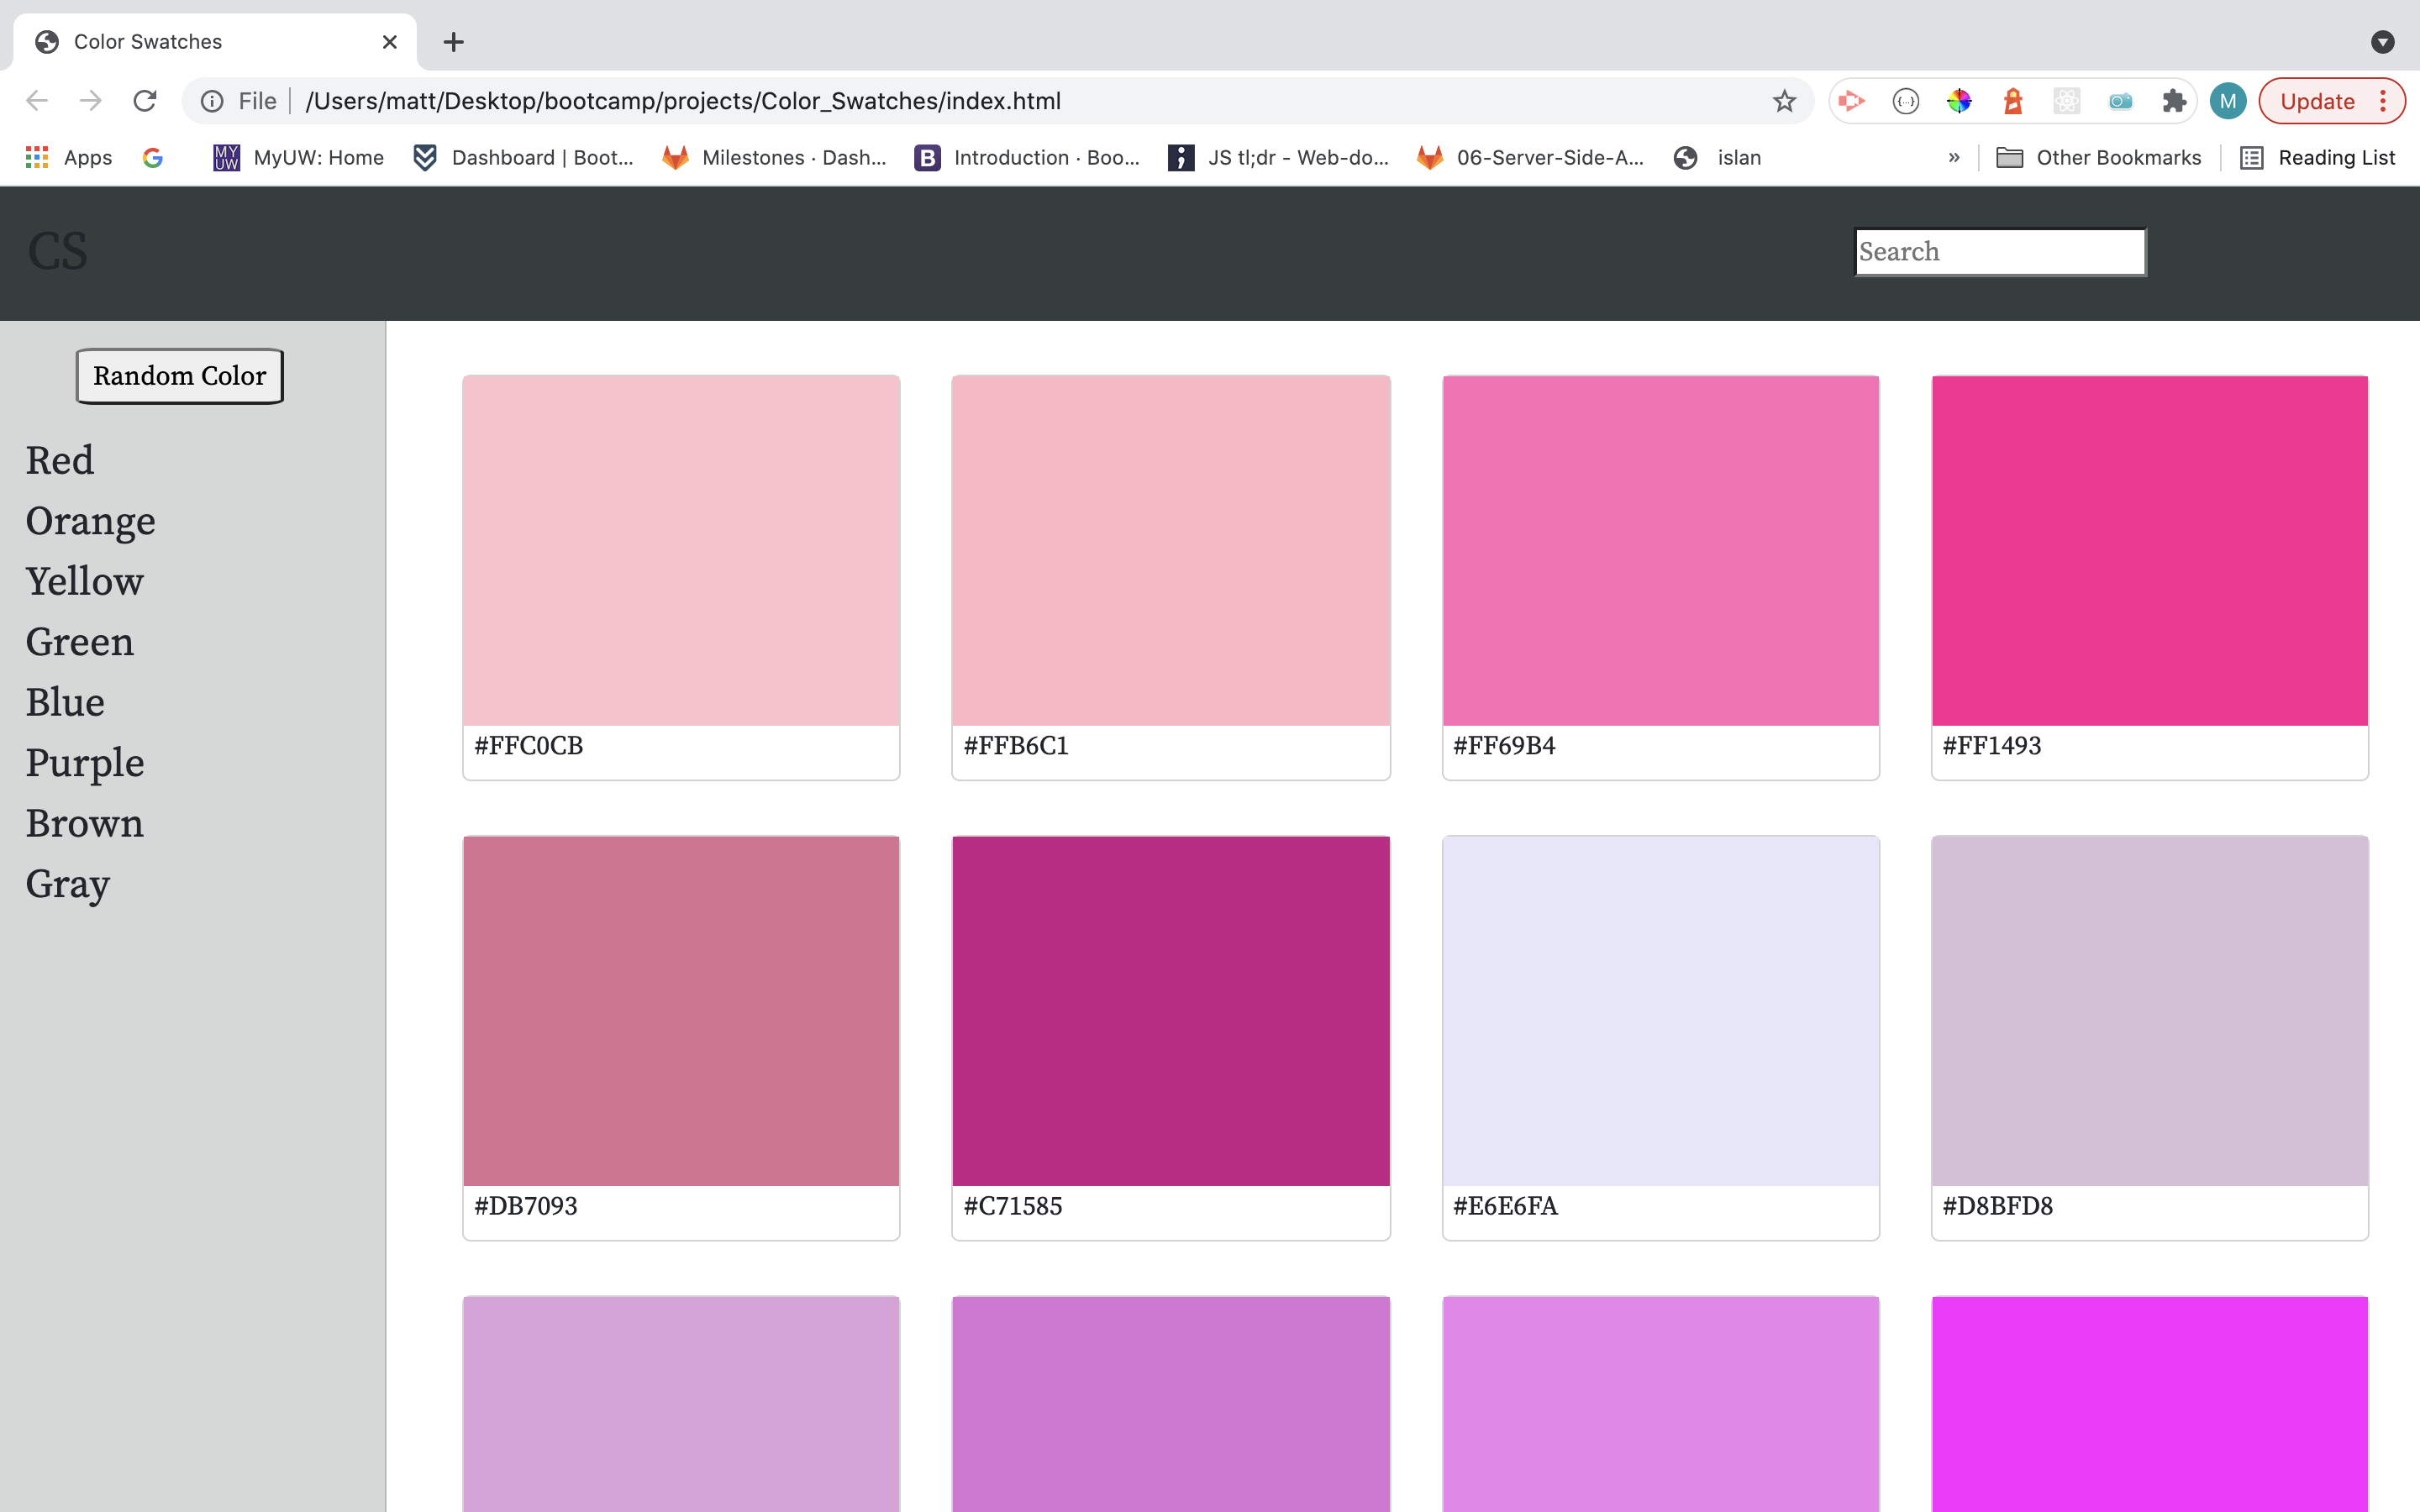 Color Swatches
File /Users/matt/Desktop/bootcamp/projects/Color_Swatches/index.html M Update
Apps MY UW MyUW: Home Dashboard | Boot... Milestones · Dash... B Introduction · Boo... JS tl;dr - Web-do... 06-Server-Side-A... islan » Other Bookmarks Reading List
CS Search
Random Color
Red
Orange
Yellow
Green
Blue
Purple
Brown
Gray
#FFC0CB #FFB6C1 #FF69B4 #FF1493
#DB7093 #C71585 #E6E6FA #D8BFD8